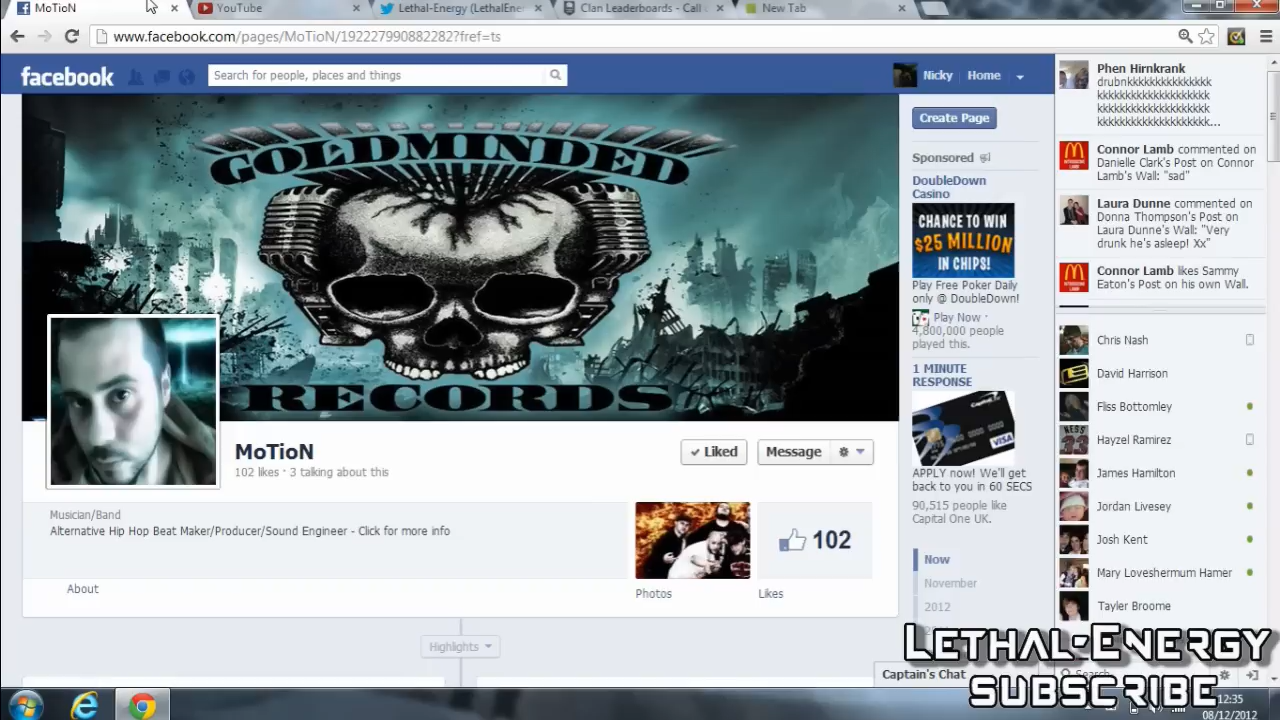 MoTioN
YouTube
Lethal-Energy (LethalEner
Clan Leaderboards - Call
New Tab
www.facebook.com/pages/MoTioN/192227990882282?fref=ts
facebook
Search for people, places and things
Nicky
Home
GOLDMINDED
RECORDS
MoTioN
102 likes · 3 talking about this
Liked
Message
Musician/Band
Alternative Hip Hop Beat Maker/Producer/Sound Engineer - Click for more info
About
102
Photos
Likes
Highlights
Create Page
Sponsored
DoubleDown
Casino
CHANCE TO WIN
$25 MILLION
IN CHIPS!
Play Free Poker Daily
only @ DoubleDown!
Play Now ·
4,800,000 people
played this.
1 MINUTE
RESPONSE
VISA
APPLY now! We'll get
back to you in 60 SECS
90,515 people like
Capital One UK.
Now
November
2012
Phen Hirnkrank
drubnkkkkkkkkkkkkkk
kkkkkkkkkkkkkkkkkkkk
kkkkkkkkkkkkkkkkkkkk
kkkkkkkkkkkkkkkkkkkk...
Connor Lamb commented on
Danielle Clark's Post on Connor
Lamb's Wall: "sad"
Laura Dunne commented on
Donna Thompson's Post on
Laura Dunne's Wall: "Very
drunk he's asleep! Xx"
Connor Lamb likes Sammy
Eaton's Post on his own Wall.
Chris Nash
David Harrison
Fliss Bottomley
Hayzel Ramirez
NESS
33
James Hamilton
Jordan Livesey
Josh Kent
Mary Loveshermum Hamer
Tayler Broome
Captain's Chat
Search
LETHAL-ENERGY
SUBSCRIBE
12:35
08/12/2012